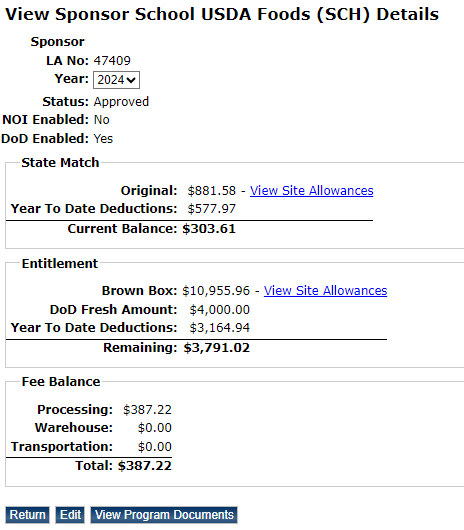 View Sponsor School USDA Foods (SCH) Details
Sponsor
LA No: 47409
Year: 2024
Status: Approved
NOI Enabled: No
DoD Enabled: Yes
State Match
Original: $881.58 - View Site Allowances
Year To Date Deductions: $577.97
Current Balance: $303.61
Entitlement
Brown Box: $10,955.96 - View Site Allowances
DoD Fresh Amount: $4,000.00
Year To Date Deductions: $3,164.94
Remaining: $3,791.02
Fee Balance
Processing: $387.22
Warehouse: $0.00
Transportation: $0.00
Total: $387.22
Return Edit View Program Documents